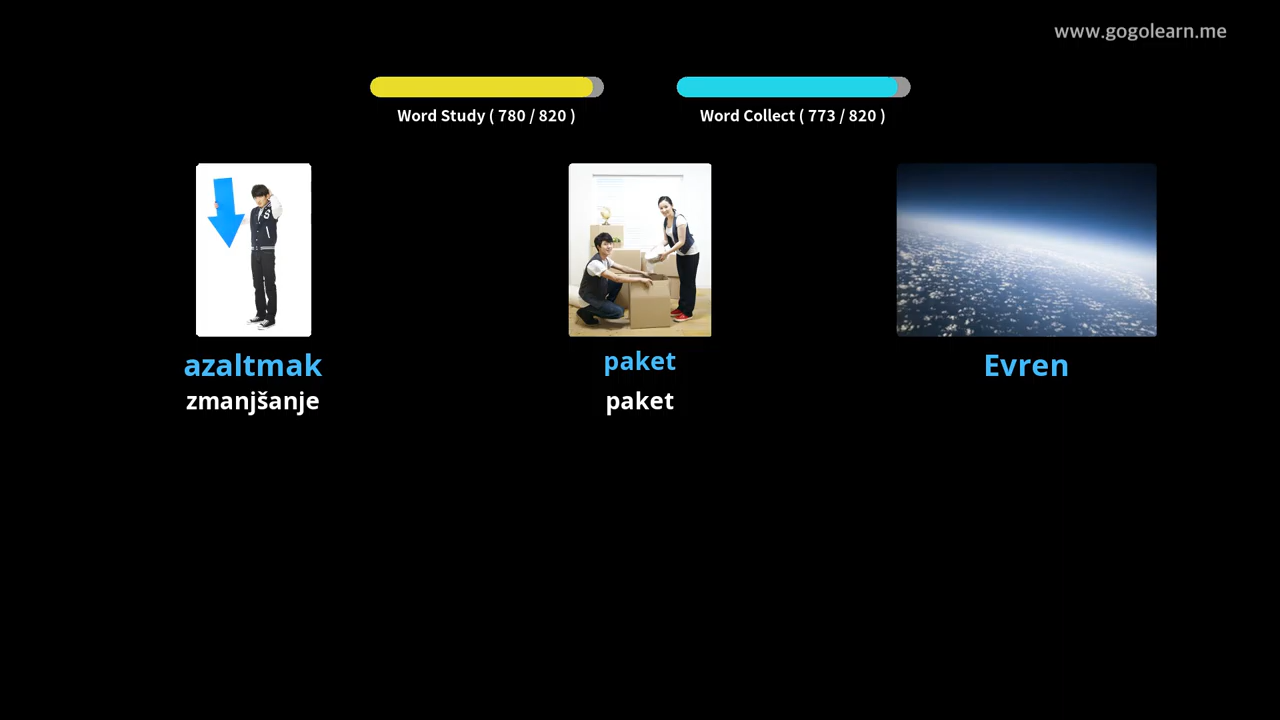 www.gogolearn.me
Word Study ( 780 / 820 )
Word Collect ( 773 / 820 )
azaltmak
paket
Evren
zmanjšanje
paket